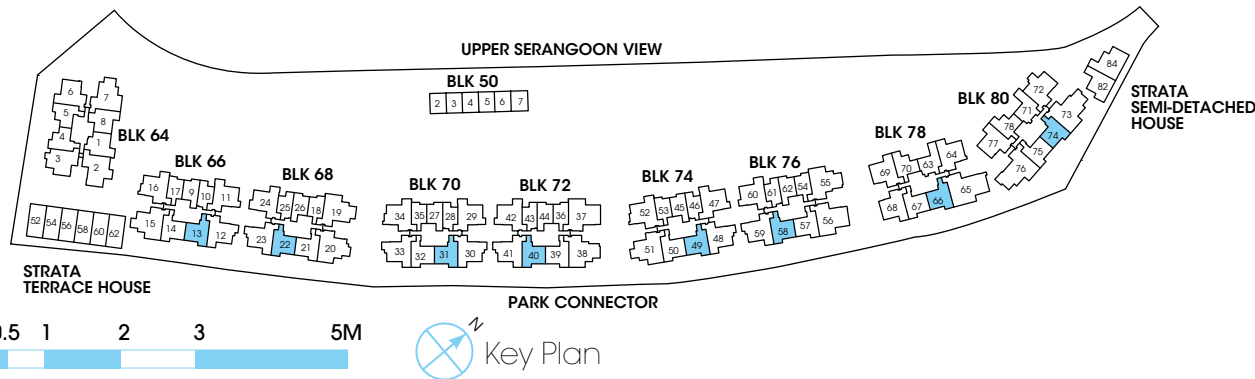 UPPER SERANGOON VIEW
BLK 50
2 3 4 5 6 7
BLK 64
6 7
5 8
4 1
3 2
BLK 66
16 17 9 10 11
15 14 13 12
BLK 68
24 25 26 18 19
23 22 21 20
BLK 70
34 35 27 28 29
33 32 31 30
BLK 72
42 43 44 36 37
41 40 39 38
BLK 74
52 53 45 46 47
51 50 49 48
BLK 76
60 61 62 54 55
59 58 57 56
BLK 78
69 70 63 64
68 67 66 65
BLK 80
72
71 73
78 74
77 75
76
84
82
STRATA
SEMI-DETACHED
HOUSE
52 54 56 58 60 62
STRATA
TERRACE HOUSE
PARK CONNECTOR
0.5 1 2 3 5M
N
Key Plan